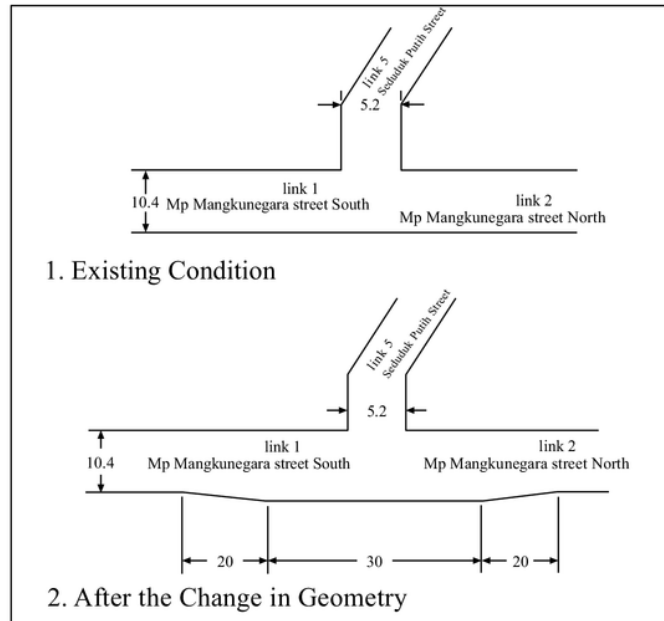 link 5
Seduduk Putih Street
5.2
link 1
10.4
Mp Mangkunegara street South
link 2
Mp Mangkunegara street North
1. Existing Condition
link 5
Seduduk Putih Street
5.2
link 1
Mp Mangkunegara street South
link 2
Mp Mangkunegara street North
10.4
20
30
20
2. After the Change in Geometry